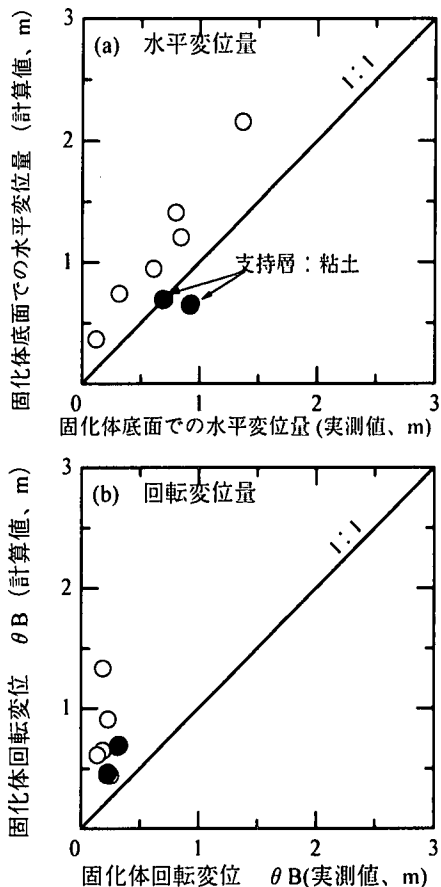 3
(a) 水平変位量
1:1
2
1
0
支持層：粘土
固化体底面での水平変位量（計算値、m）
1 2 3
固化体底面での水平変位量(実測値、m)
3
(b) 回転変位量
1:1
2
1
0
固化体回転変位 θB（計算値、m）
1 2 3
固化体回転変位 θB(実測値、m)